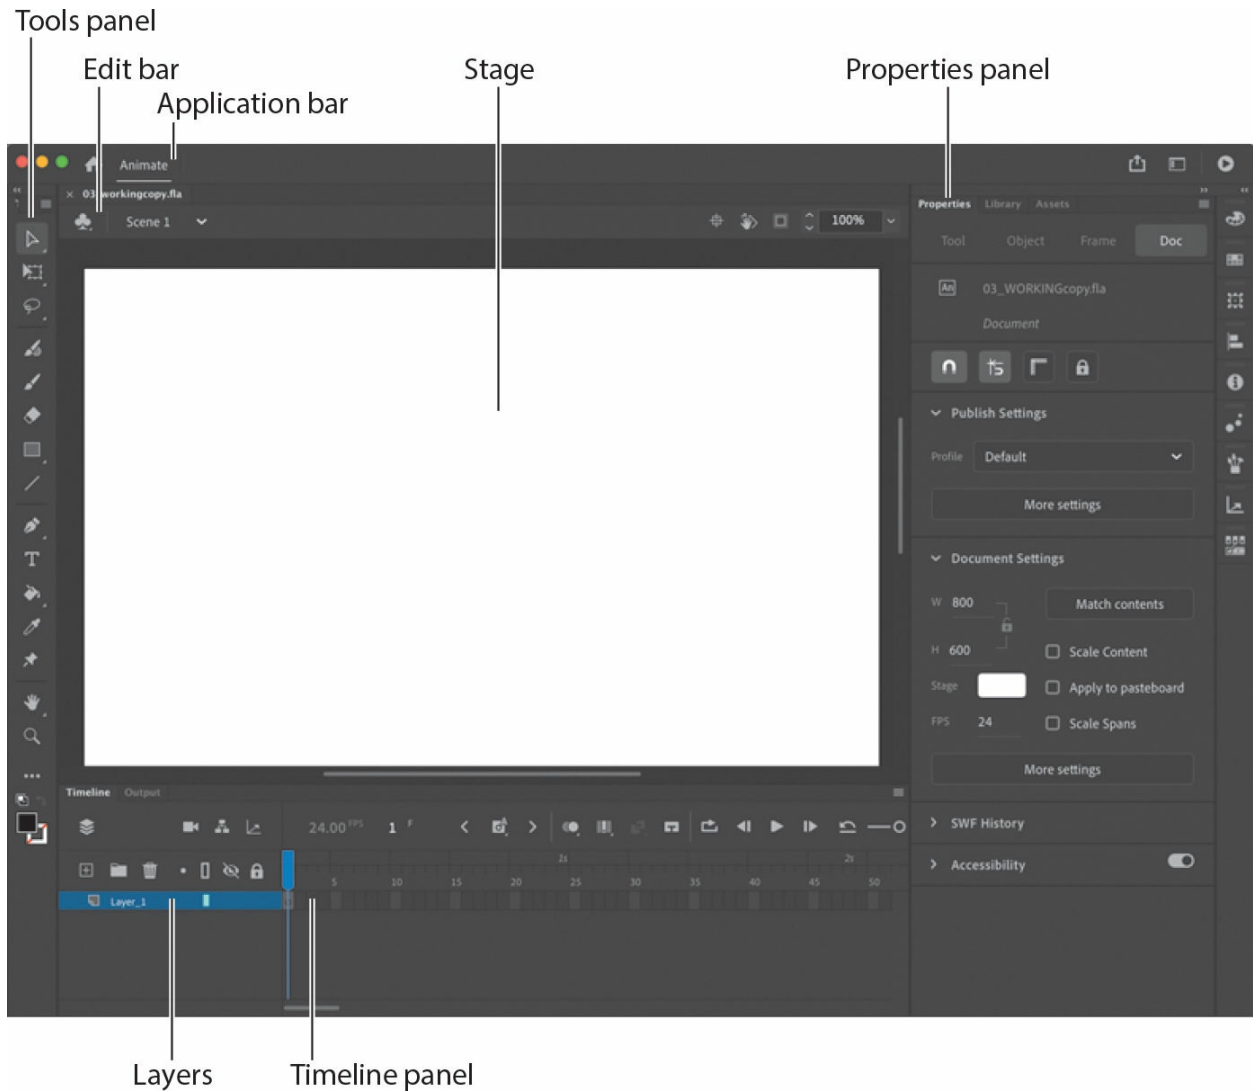 Tools panel
Edit bar
Stage
Properties panel
Application bar
Animate
03_workingcopy.fla
Scene 1
100%
Properties Library Assets
Tool Object Frame Doc
An
03_WORKINGcopy.fla
Document
Publish Settings
Profile Default
More settings
Document Settings
W 800
Match contents
H 600
Scale Content
Stage
Apply to pasteboard
FPS 24
Scale Spans
More settings
SWF History
Accessibility
Timeline Output
24.00 FPS 1 F
1s 2s
5 10 15 20 25 30 35 40 45 50
Layer_1
Layers
Timeline panel